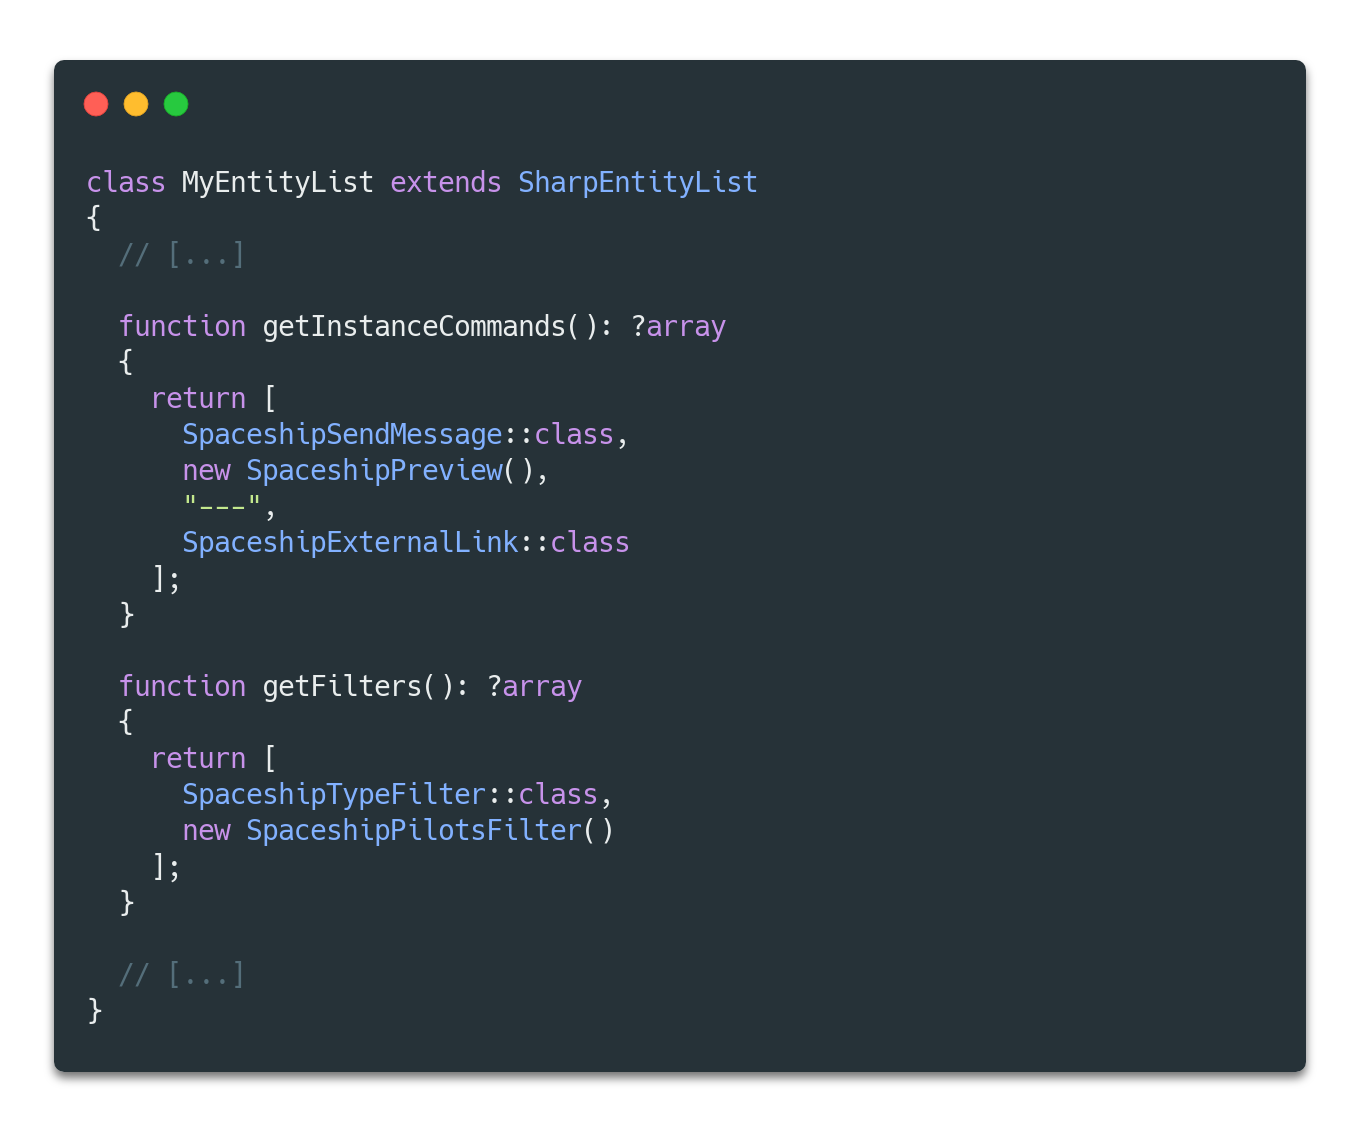 class MyEntityList extends SharpEntityList
{
  // [...]

  function getInstanceCommands(): ?array
  {
    return [
      SpaceshipSendMessage::class,
      new SpaceshipPreview(),
      "---",
      SpaceshipExternalLink::class
    ];
  }

  function getFilters(): ?array
  {
    return [
      SpaceshipTypeFilter::class,
      new SpaceshipPilotsFilter()
    ];
  }

  // [...]
}